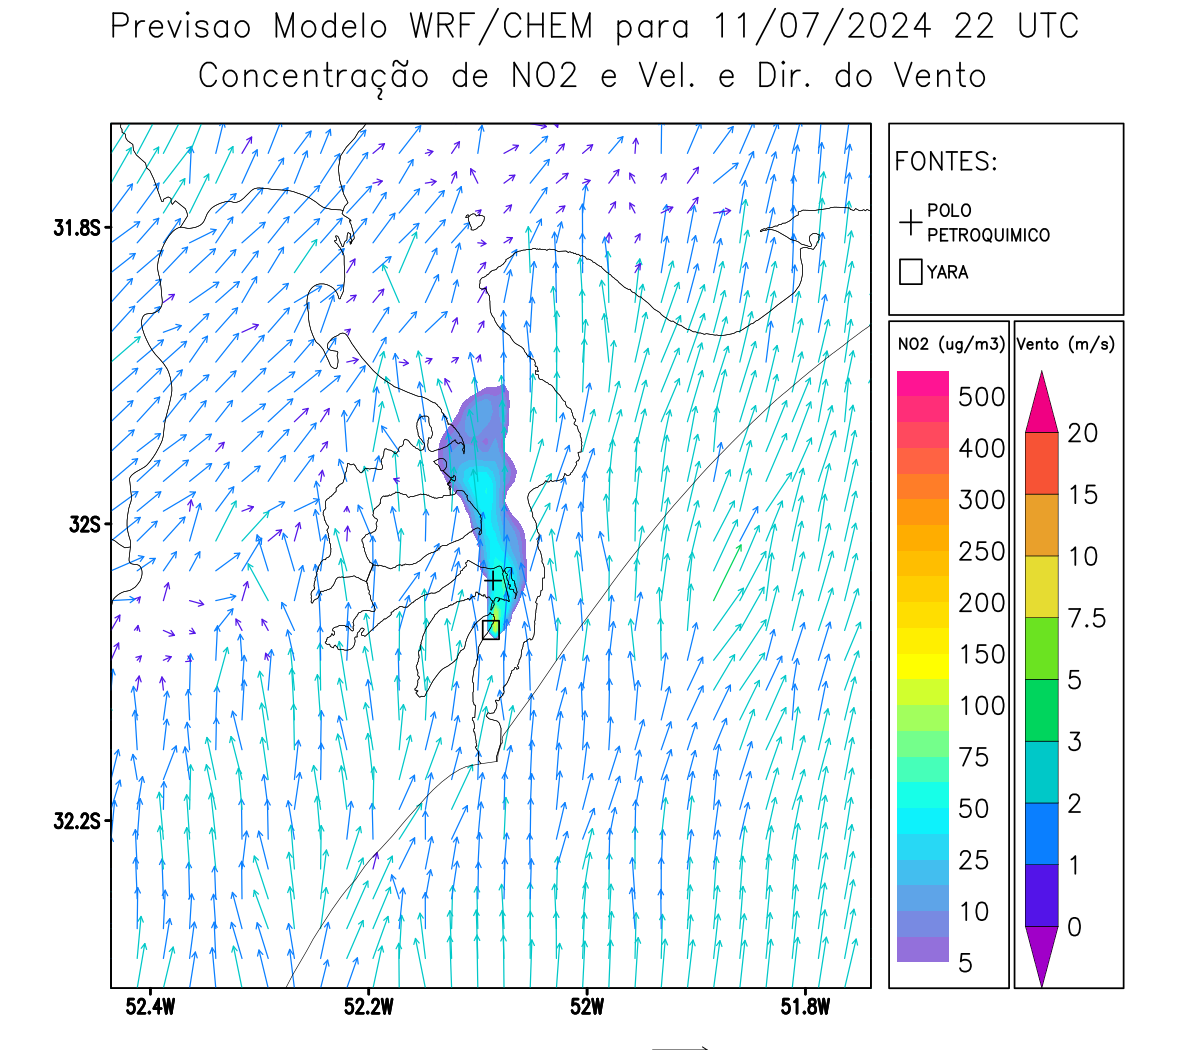 Previsao Modelo WRF/CHEM para 11/07/2024 22 UTC
Concentração de NO2 e Vel. e Dir. do Vento
FONTES:
POLO
PETROQUIMICO
YARA
NO2 (ug/m3)
500
400
300
250
200
150
100
75
50
25
10
5
Vento (m/s)
20
15
10
7.5
5
3
2
1
0
31.8S
32S
32.2S
52.4W
52.2W
52W
51.8W